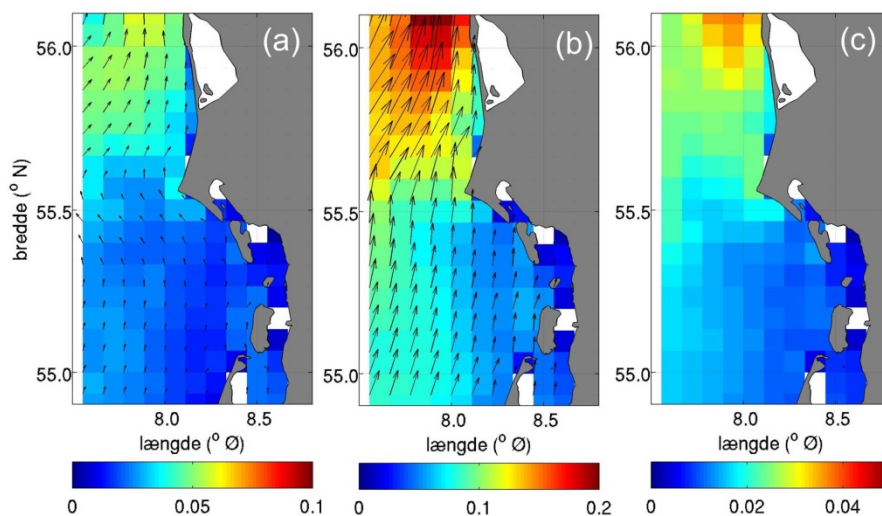 (a) (b) (c)
56.0 56.0 56.0
bredde (° N)
55.5 55.5 55.5
55.0 55.0 55.0
8.0 8.5 8.0 8.5 8.0 8.5
længde (° Ø) længde (° Ø) længde (° Ø)
0 0.05 0.1 0 0.1 0.2 0 0.02 0.04